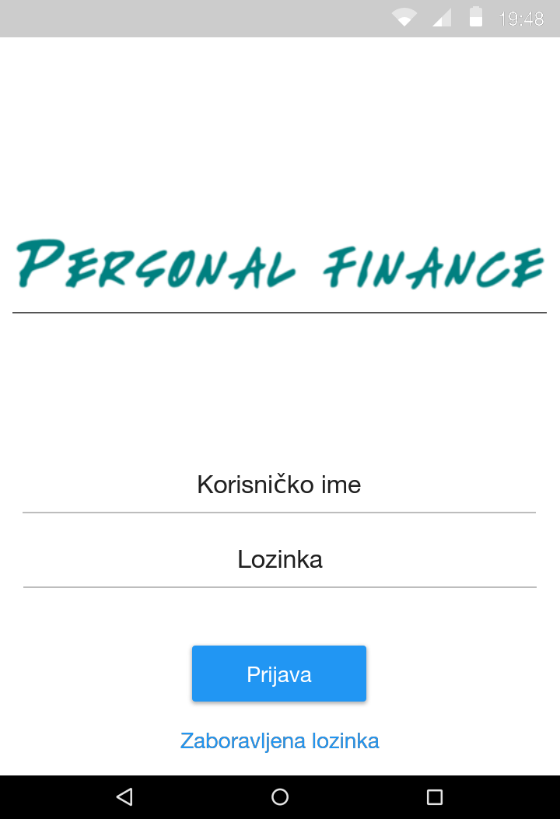 19:48
PERSONAL FINANCE
Korisničko ime
Lozinka
Prijava
Zaboravljena lozinka